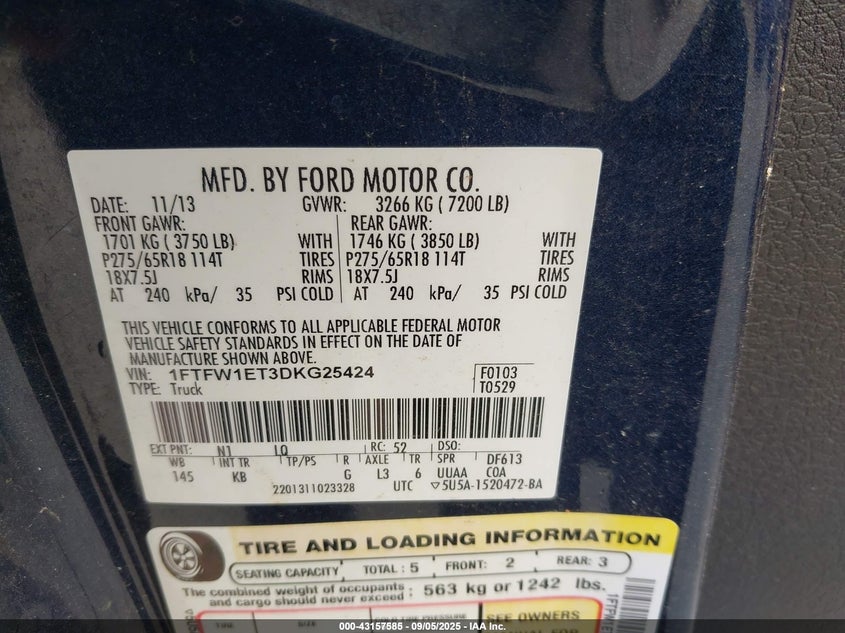 MFD. BY FORD MOTOR CO.
DATE: 11/13 GVWR: 3266 KG ( 7200 LB)
FRONT GAWR: REAR GAWR:
1701 KG ( 3750 LB) WITH 1746 KG ( 3850 LB) WITH
P275/65R18 114T TIRES P275/65R18 114T TIRES
18X7.5J RIMS 18X7.5J RIMS
AT 240 kPa/ 35 PSI COLD AT 240 kPa/ 35 PSI COLD
THIS VEHICLE CONFORMS TO ALL APPLICABLE FEDERAL MOTOR
VEHICLE SAFETY STANDARDS IN EFFECT ON THE DATE OF
MANUFACTURE SHOWN ABOVE.
VIN: 1FTFW1ET3DKG25424 F0103
TYPE: Truck T0529
EXT PNT: N1 LQ RC: 52 DSO:
WB INT TR TP/PS R AXLE TR SPR DF613
145 KB G L3 6 UUAA COA
2201311023328 UTC ▽5U5A-1520472-BA
TIRE AND LOADING INFORMATION
SEATING CAPACITY TOTAL : 5 FRONT: 2 REAR: 3
The combined weight of occupants
and cargo should never exceed : 563 kg or 1242 lbs.
TIRE SEE OWNERS
000-43157585 - 09/05/2025 - IAA Inc.